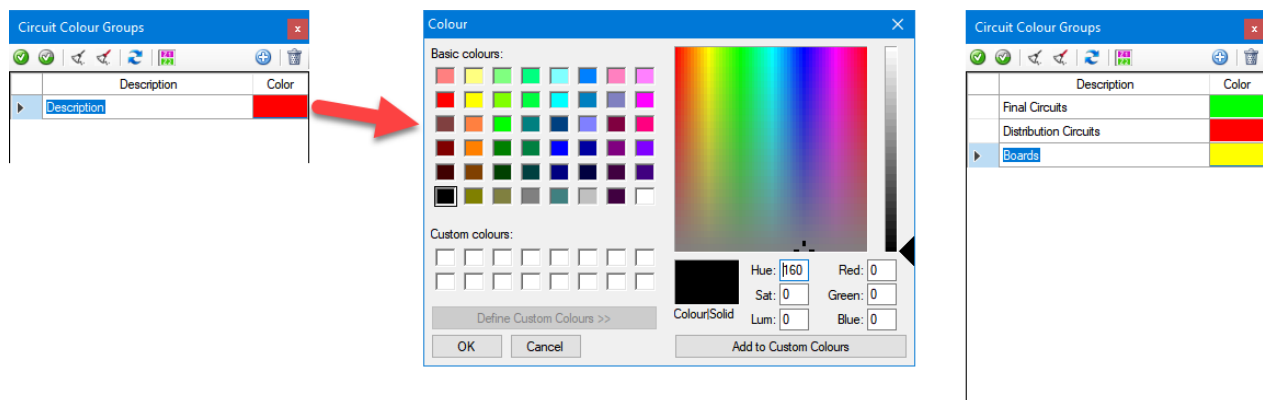 Circuit Colour Groups
x
Description Color
Description
Colour
Basic colours:
Custom colours:
Define Custom Colours >>
OK Cancel
Colour|Solid
Hue: 160 Red: 0
Sat: 0 Green: 0
Lum: 0 Blue: 0
Add to Custom Colours
Circuit Colour Groups
x
Description Color
Final Circuits
Distribution Circuits
Boards